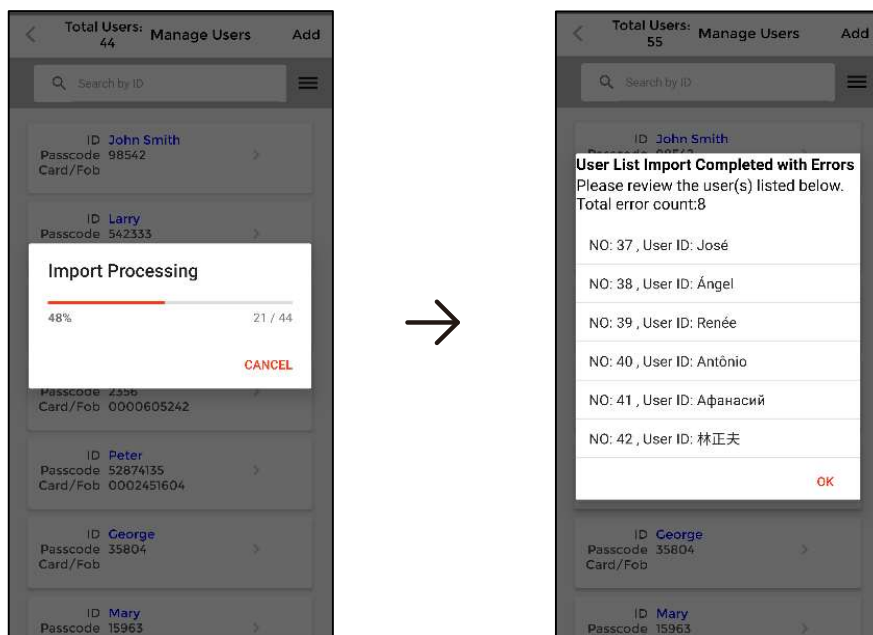 Total Users:
44
Manage Users
Add
Search by ID
ID John Smith
Passcode 98542
Card/Fob
ID Larry
Passcode 542333
Import Processing
48%
21 / 44
CANCEL
Passcode 2356
Card/Fob 0000605242
ID Peter
Passcode 52874135
Card/Fob 0002451604
ID George
Passcode 35804
Card/Fob
ID Mary
Passcode 15963
Total Users:
55
Manage Users
Add
Search by ID
ID John Smith
User List Import Completed with Errors
Please review the user(s) listed below.
Total error count:8
NO: 37 , User ID: José
NO: 38 , User ID: Ángel
NO: 39 , User ID: Renée
NO: 40 , User ID: Antônio
NO: 41 , User ID: Афанасий
NO: 42 , User ID: 林正夫
OK
ID George
Passcode 35804
Card/Fob
ID Mary
Passcode 15963